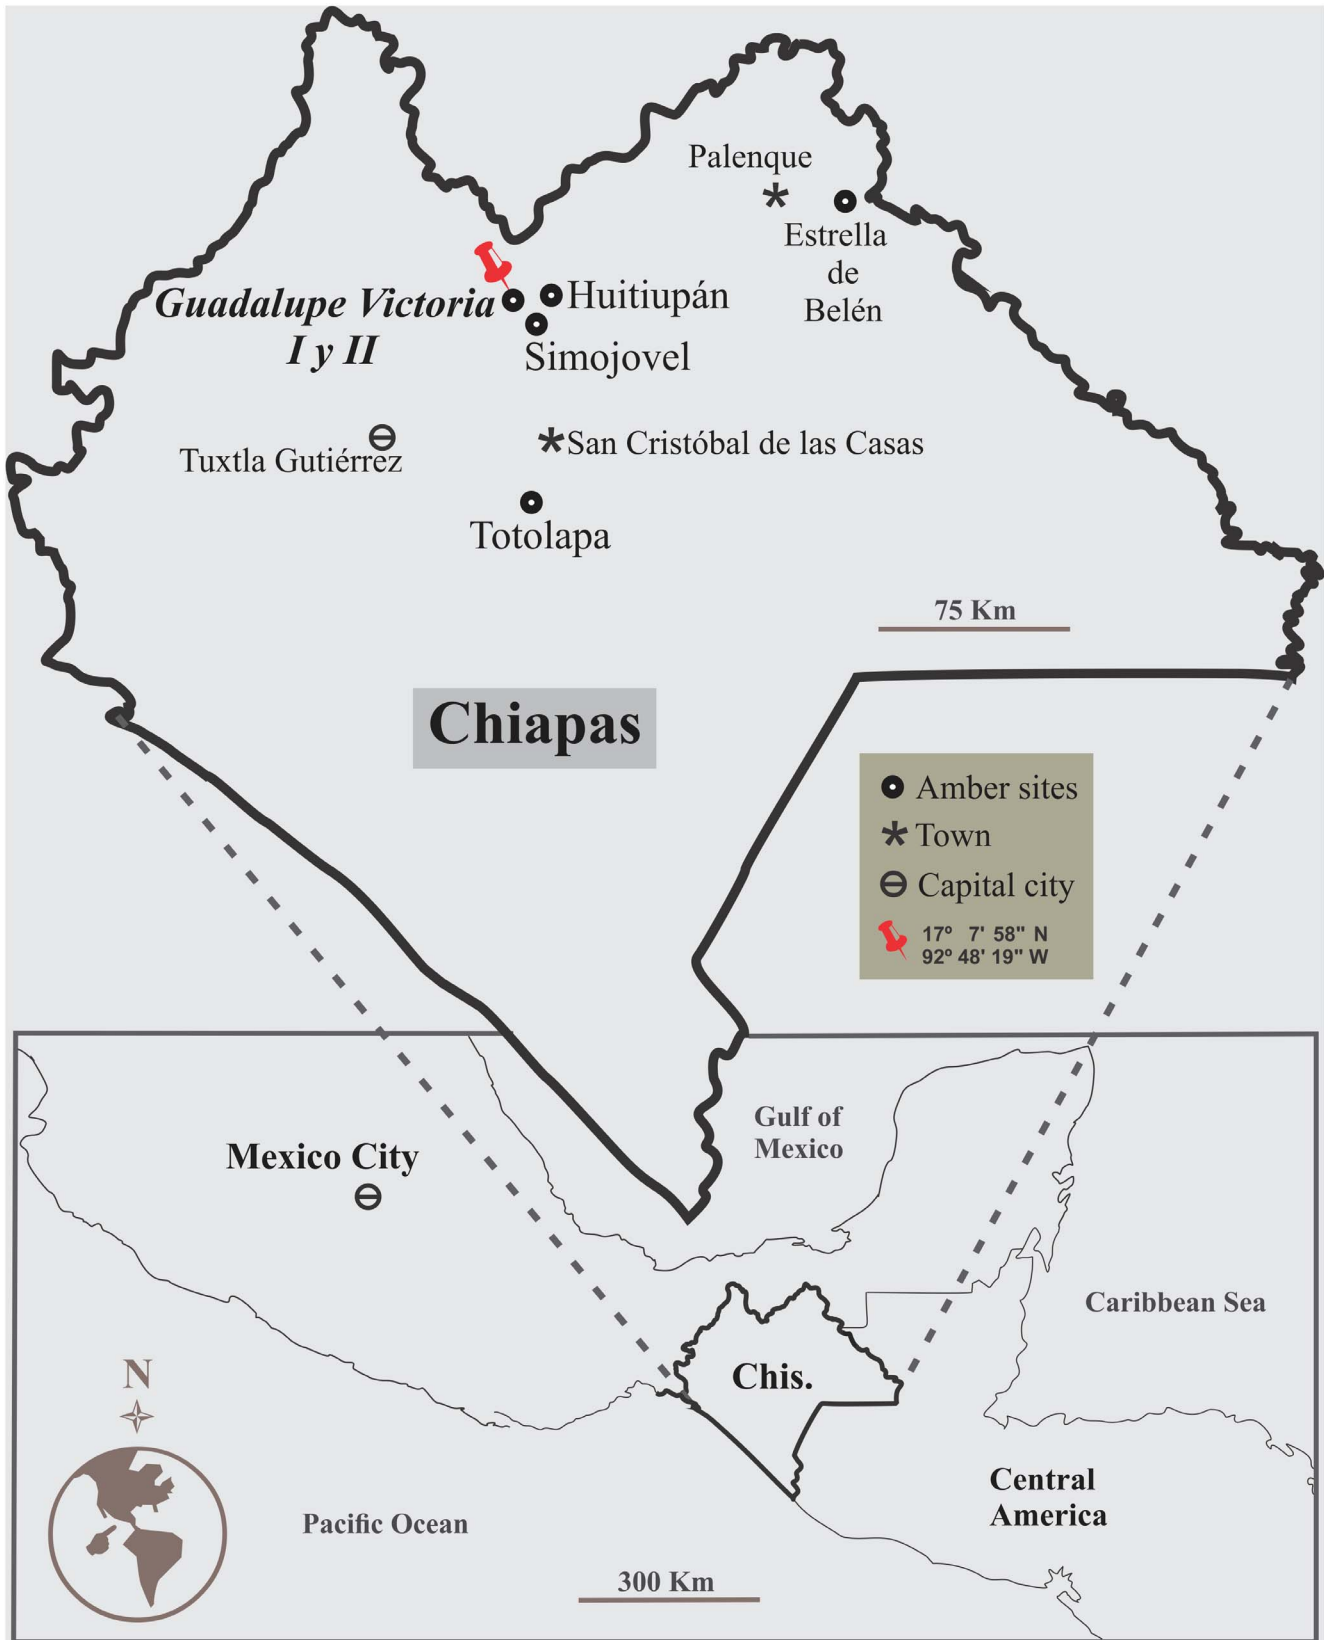 Palenque
Estrella
de
Belén
Guadalupe Victoria
I y II
Huitiupán
Simojovel
Tuxtla Gutiérrez
San Cristóbal de las Casas
Totolapa
75 Km
Chiapas
Amber sites
Town
Capital city
17º 7' 58" N
92º 48' 19" W
Gulf of
Mexico
Mexico City
Caribbean Sea
N
Chis.
Central
America
Pacific Ocean
300 Km